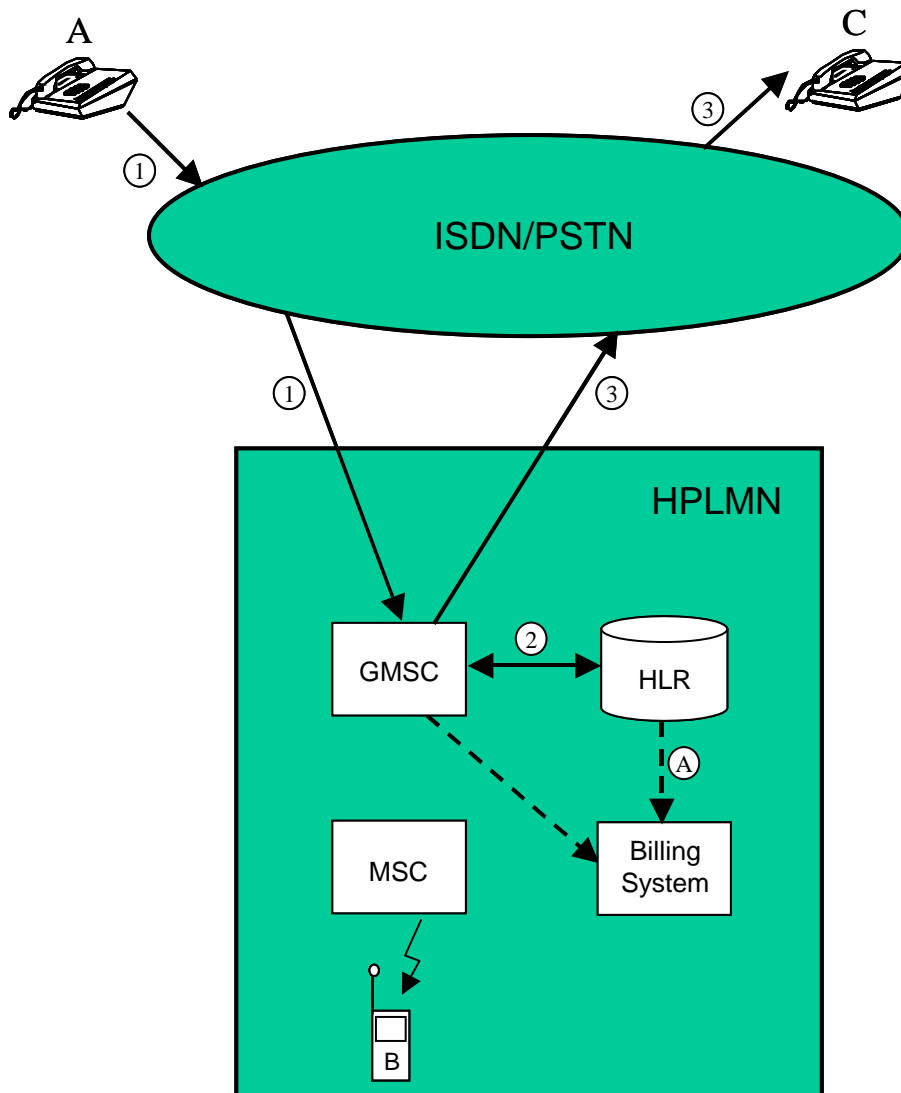 A
C
3
1
ISDN/PSTN
1
3
HPLMN
2
GMSC
HLR
A
MSC
Billing
System
B